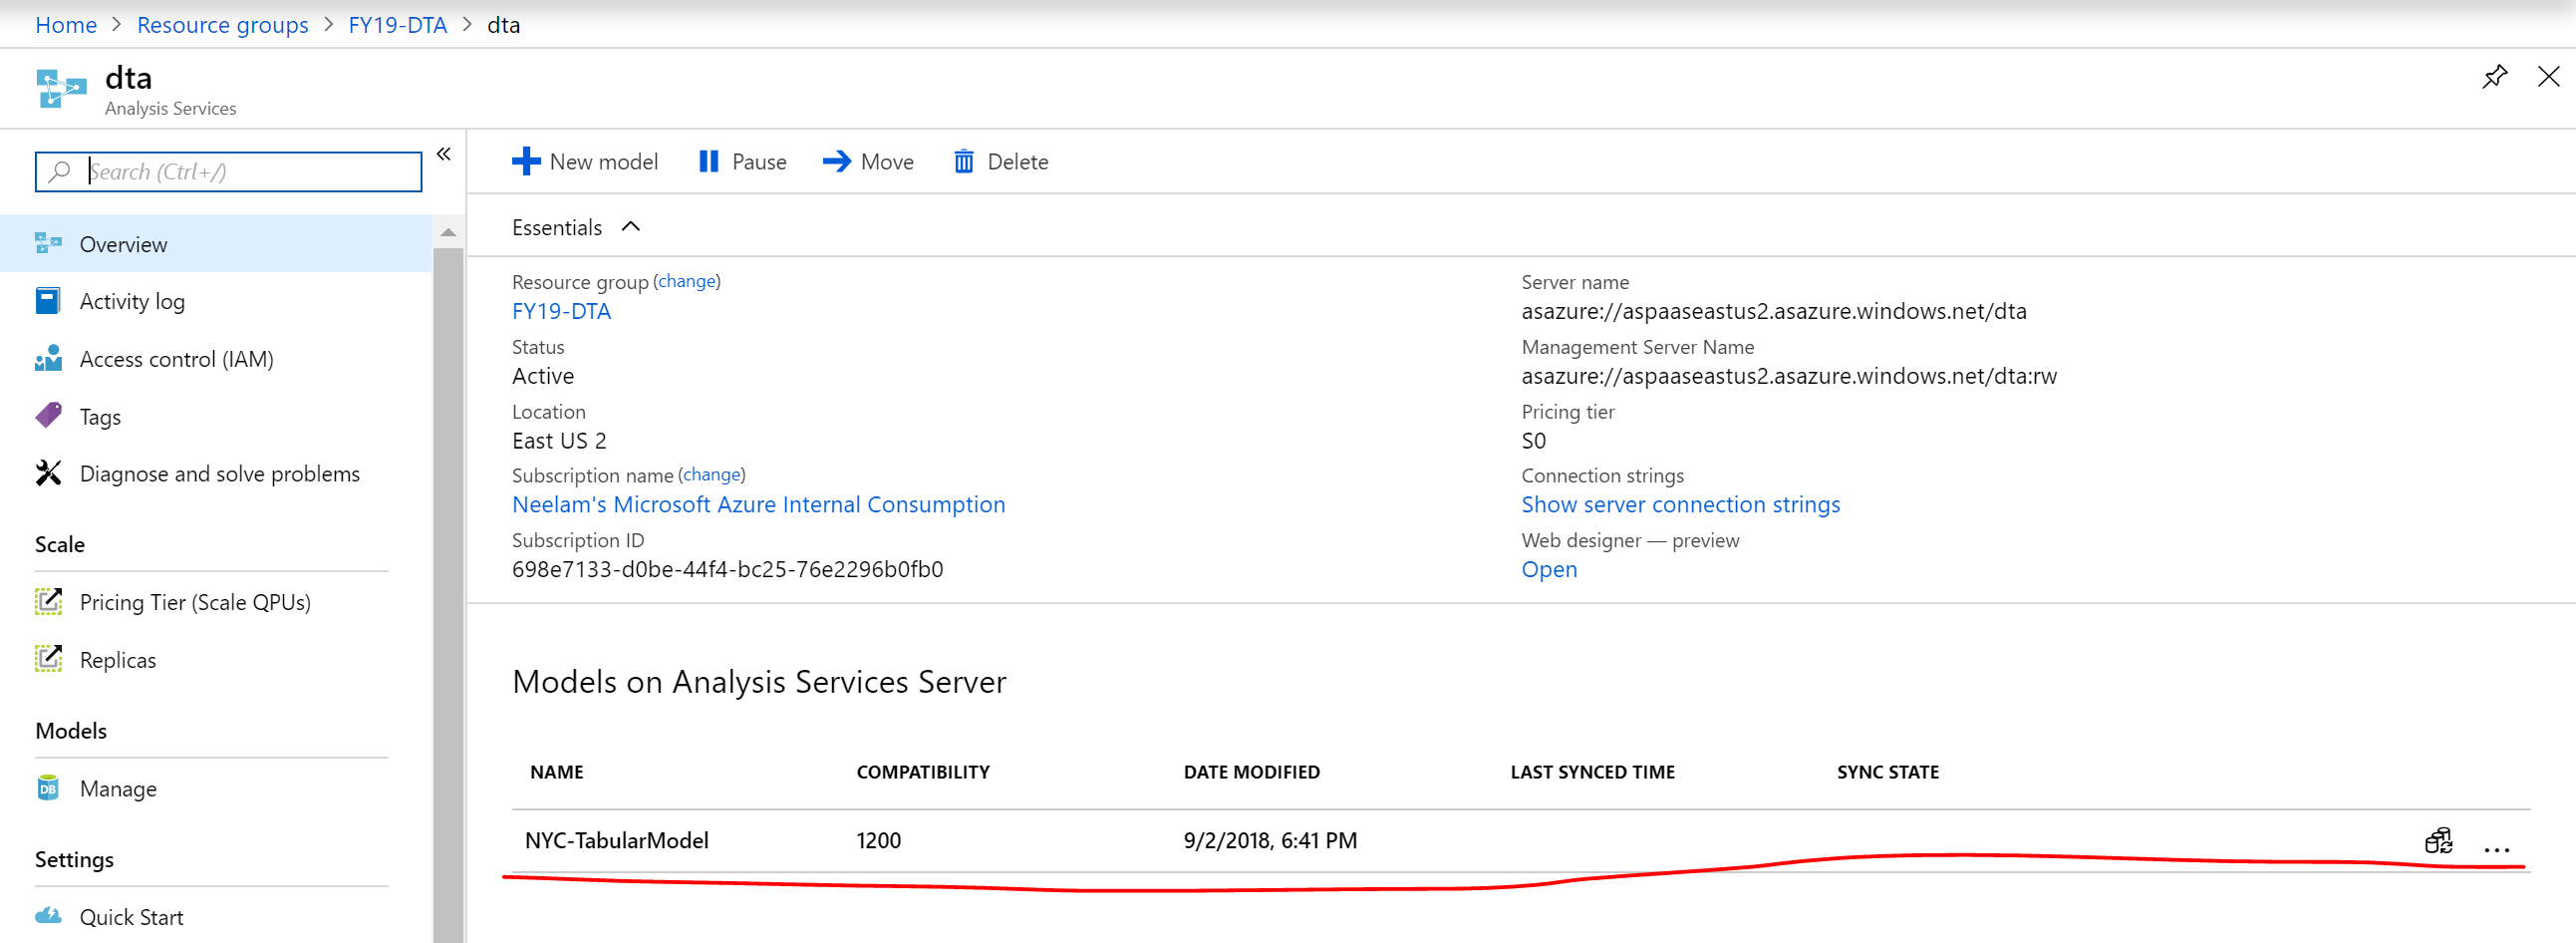 Home > Resource groups > FY19-DTA > dta
dta
Analysis Services
Search (Ctrl+/)
Overview
Activity log
Access control (IAM)
Tags
Diagnose and solve problems
Scale
Pricing Tier (Scale QPUs)
Replicas
Models
Manage
Settings
Quick Start
New model Pause Move Delete
Essentials
Resource group (change)
FY19-DTA
Status
Active
Location
East US 2
Subscription name (change)
Neelam's Microsoft Azure Internal Consumption
Subscription ID
698e7133-d0be-44f4-bc25-76e2296b0fb0
Server name
asazure://aspaaseastus2.asazure.windows.net/dta
Management Server Name
asazure://aspaaseastus2.asazure.windows.net/dta:rw
Pricing tier
S0
Connection strings
Show server connection strings
Web designer — preview
Open
Models on Analysis Services Server
NAME COMPATIBILITY DATE MODIFIED LAST SYNCED TIME SYNC STATE
NYC-TabularModel 1200 9/2/2018, 6:41 PM
DB